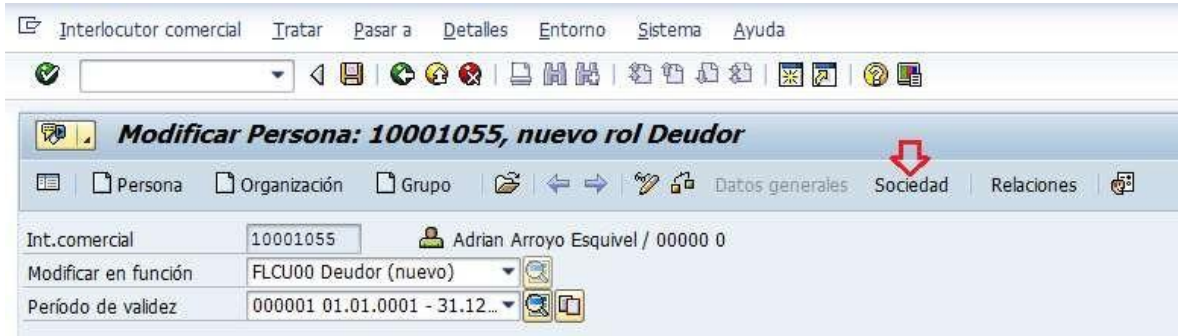 Interlocutor comercial Tratar Pasar a Detalles Entorno Sistema Ayuda
Modificar Persona: 10001055, nuevo rol Deudor
Persona Organización Grupo Datos generales Sociedad Relaciones
Int.comercial 10001055 Adrian Arroyo Esquivel / 00000 0
Modificar en función FLCU00 Deudor (nuevo)
Período de validez 000001 01.01.0001 - 31.12...